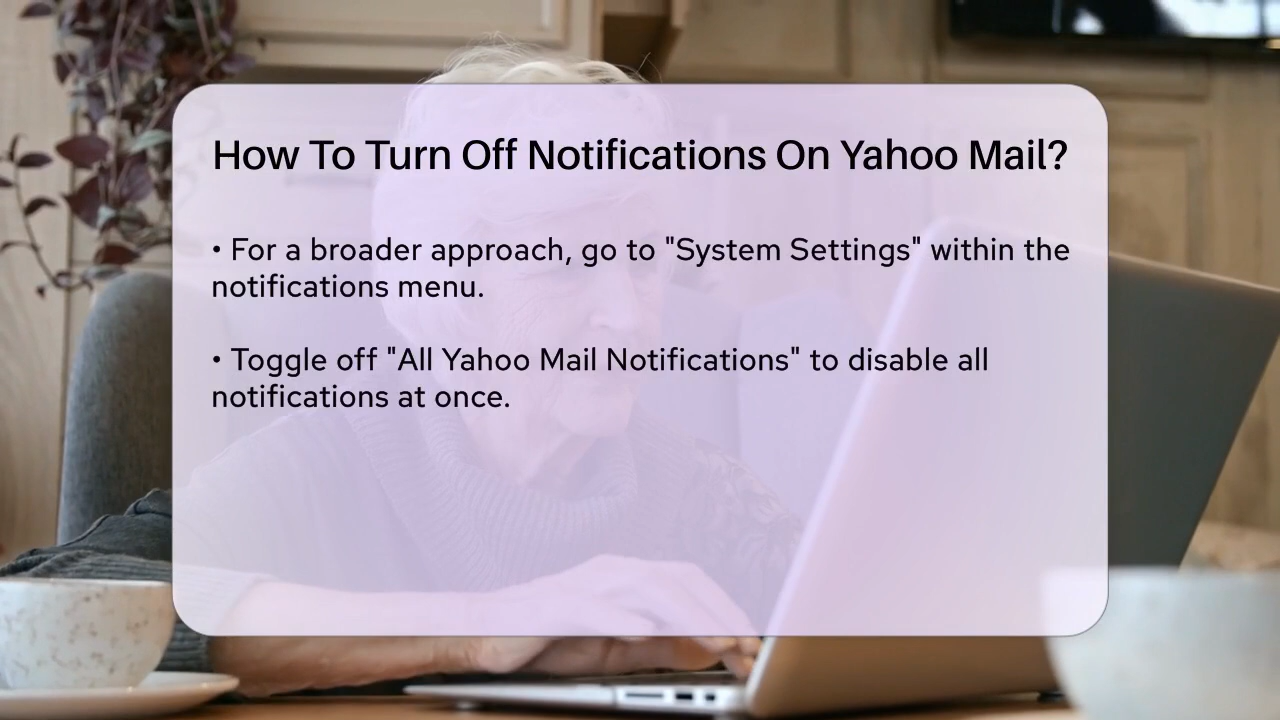 How To Turn Off Notifications On Yahoo Mail?
• For a broader approach, go to "System Settings" within the
notifications menu.
• Toggle off "All Yahoo Mail Notifications" to disable all
notifications at once.